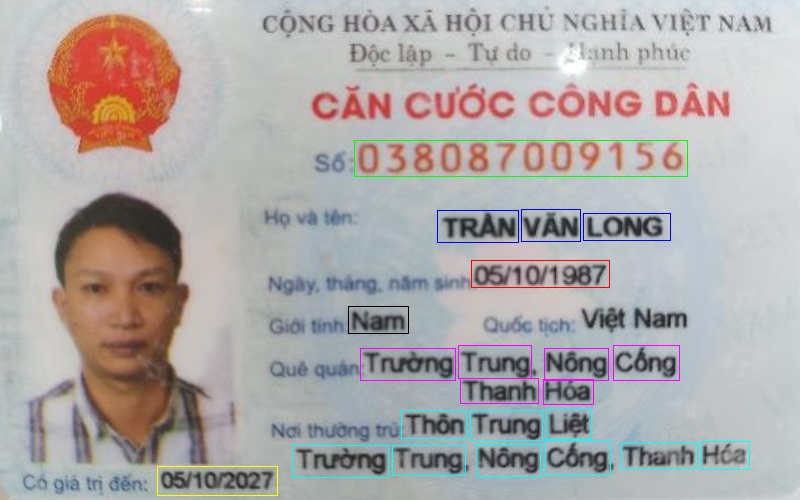 CỘNG HÒA XÃ HỘI CHỦ NGHĨA VIỆT NAM
Độc lập - Tự do - Hạnh phúc
CĂN CƯỚC CÔNG DÂN
Số: 038087009156
Họ và tên: TRẦN VĂN LONG
Ngày, tháng, năm sinh: 05/10/1987
Giới tính: Nam Quốc tịch: Việt Nam
Quê quán: Trường Trung, Nông Cống
Thanh Hóa
Nơi thường trú: Thôn Trung Liệt
Trường Trung, Nông Cống, Thanh Hóa
Có giá trị đến: 05/10/2027